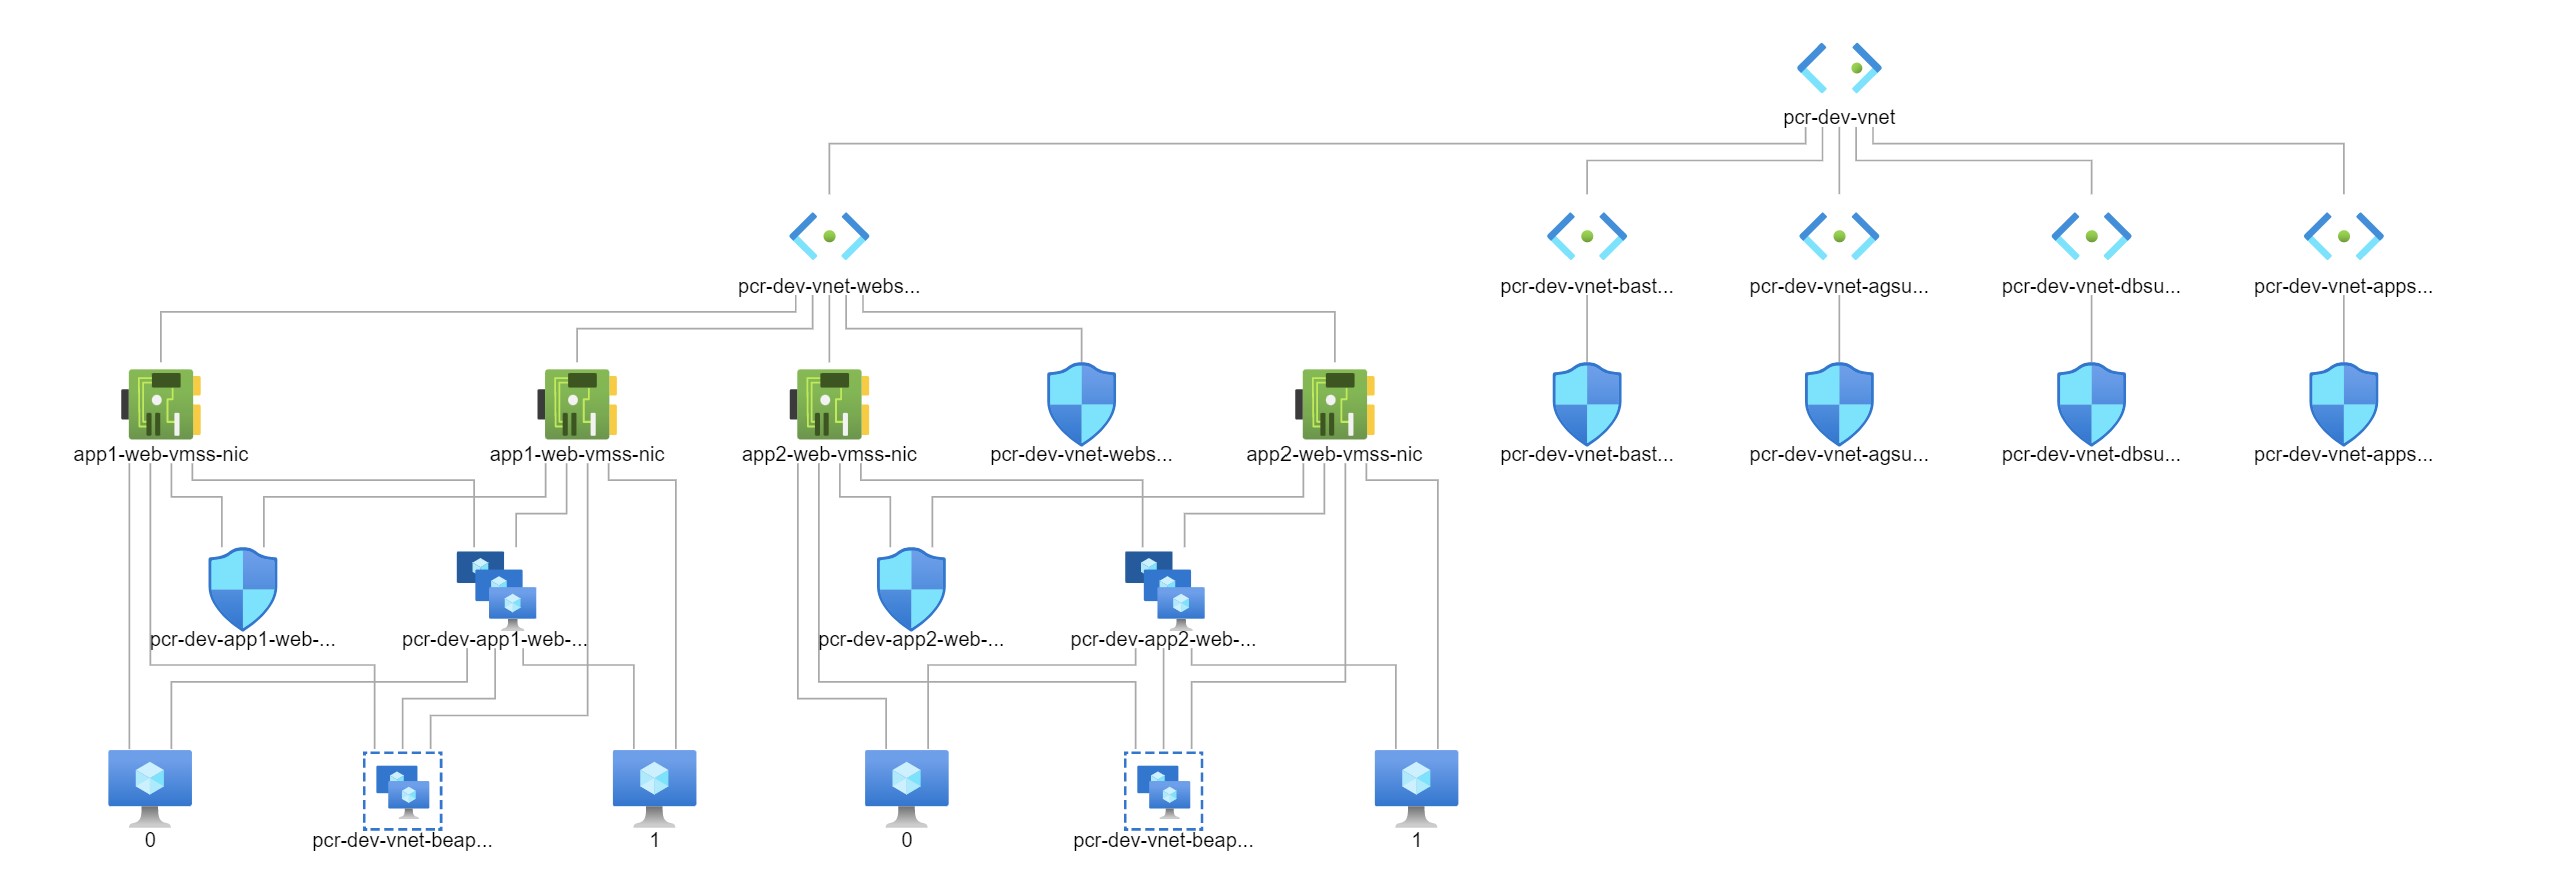 pcr-dev-vnet
pcr-dev-vnet-webs...
pcr-dev-vnet-bast...
pcr-dev-vnet-agsu...
pcr-dev-vnet-dbsu...
pcr-dev-vnet-apps...
app1-web-vmss-nic
app1-web-vmss-nic
app2-web-vmss-nic
pcr-dev-vnet-webs...
app2-web-vmss-nic
pcr-dev-vnet-bast...
pcr-dev-vnet-agsu...
pcr-dev-vnet-dbsu...
pcr-dev-vnet-apps...
pcr-dev-app1-web-...
pcr-dev-app1-web-...
pcr-dev-app2-web-...
pcr-dev-app2-web-...
0
pcr-dev-vnet-beap...
1
0
pcr-dev-vnet-beap...
1